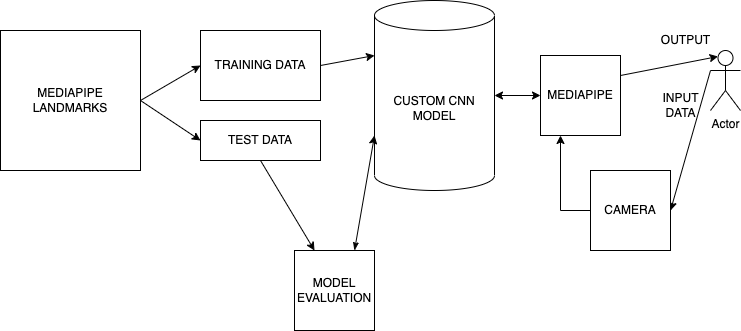 MEDIAPIPE
LANDMARKS
TRAINING DATA
TEST DATA
CUSTOM CNN
MODEL
MODEL
EVALUATION
MEDIAPIPE
OUTPUT
INPUT
DATA
Actor
CAMERA